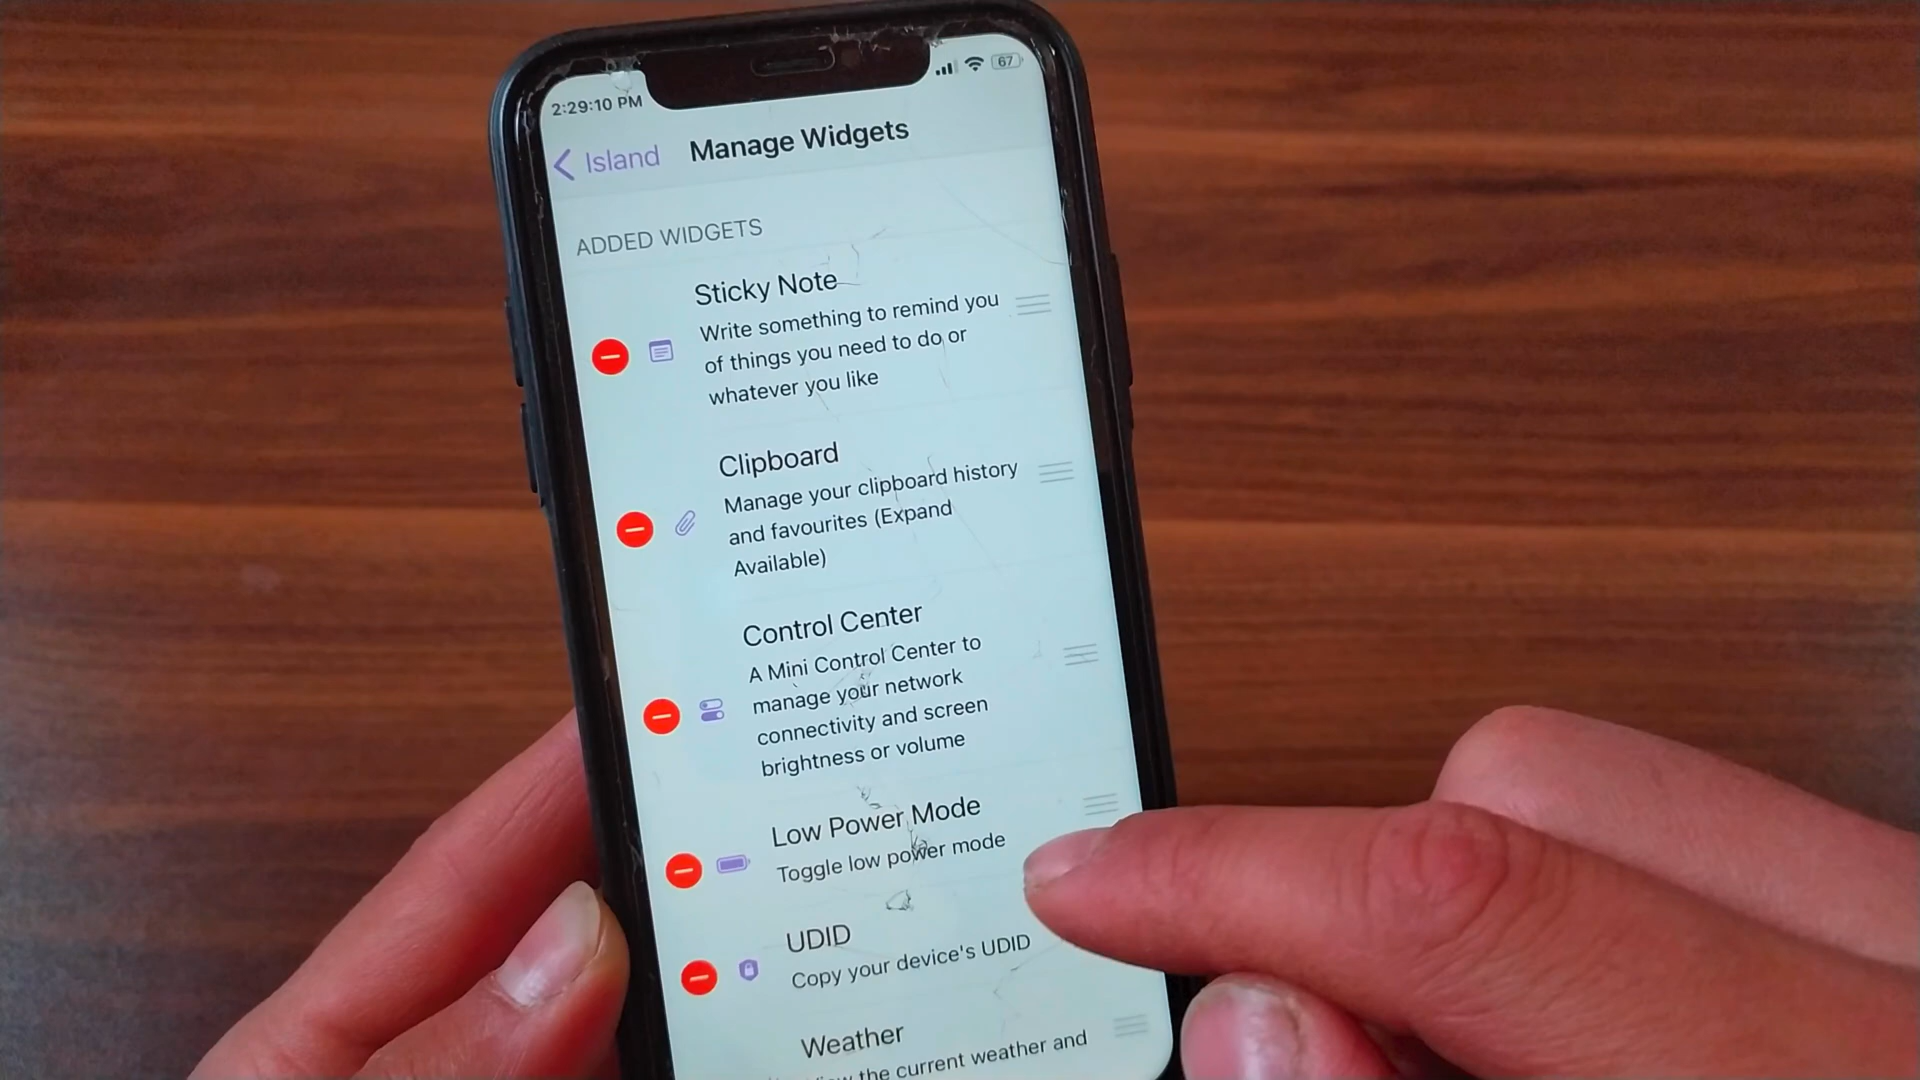 2:29:10 PM
67
Island
Manage Widgets
ADDED WIDGETS
Sticky Note
Write something to remind you
of things you need to do or
whatever you like
Clipboard
Manage your clipboard history
and favourites (Expand
Available)
Control Center
A Mini Control Center to
manage your network
connectivity and screen
brightness or volume
Low Power Mode
Toggle low power mode
UDID
Copy your device's UDID
Weather
the current weather and